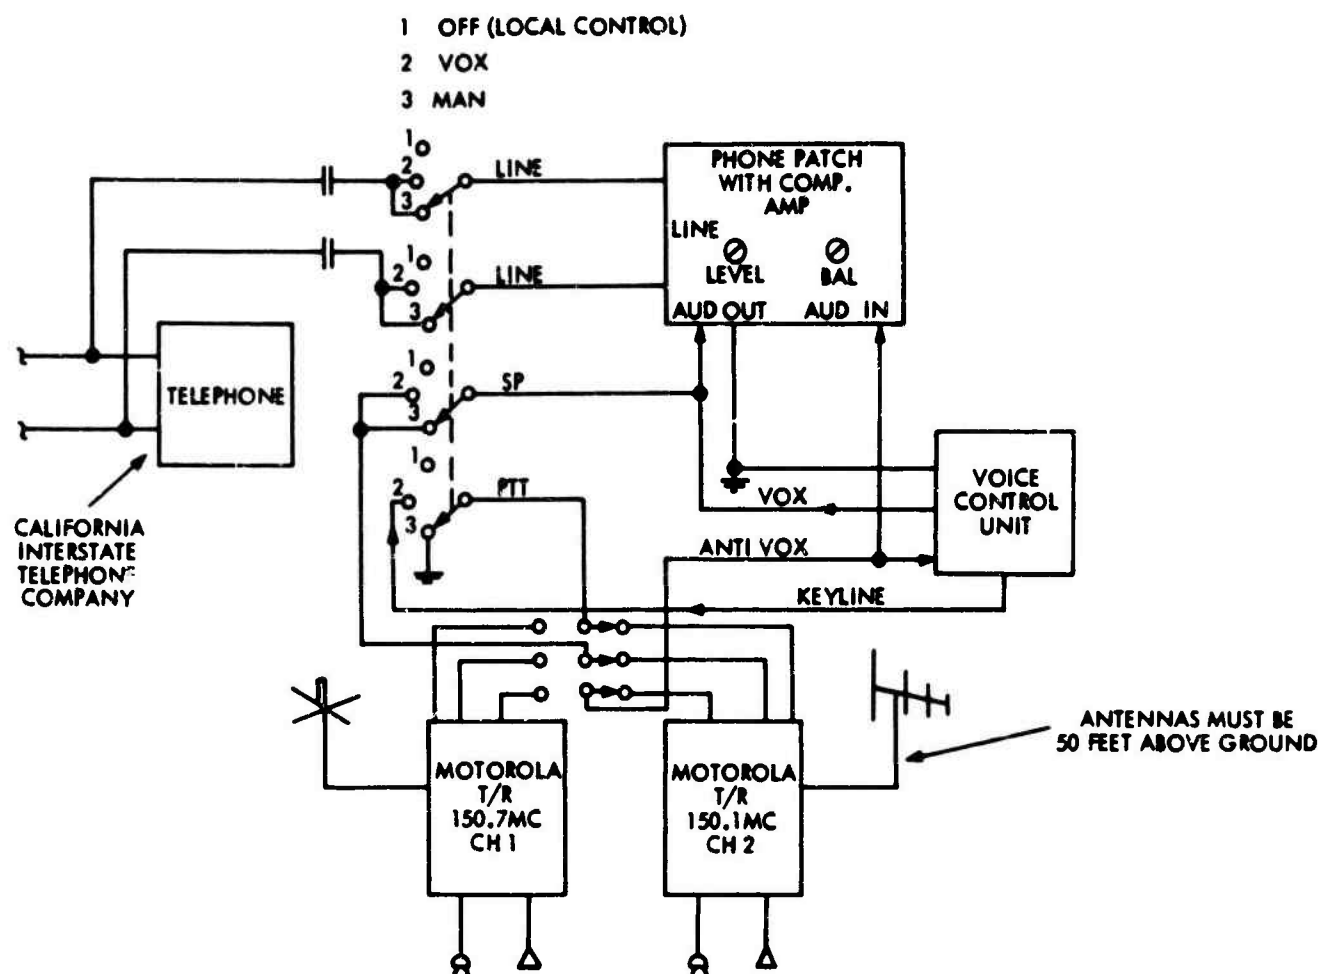 1 OFF (LOCAL CONTROL)
2 VOX
3 MAN
1
2
3
LINE
1
2
3
LINE
1
2
3
SP
1
2
3
PTT
PHONE PATCH
WITH COMP.
AMP
LINE
LEVEL
BAL
AUD OUT
AUD IN
TELEPHONE
CALIFORNIA
INTERSTATE
TELEPHONE
COMPANY
VOICE
CONTROL
UNIT
VOX
ANTI VOX
KEYLINE
MOTOROLA
T/R
150.7MC
CH 1
MOTOROLA
T/R
150.1MC
CH 2
ANTENNAS MUST BE
50 FEET ABOVE GROUND